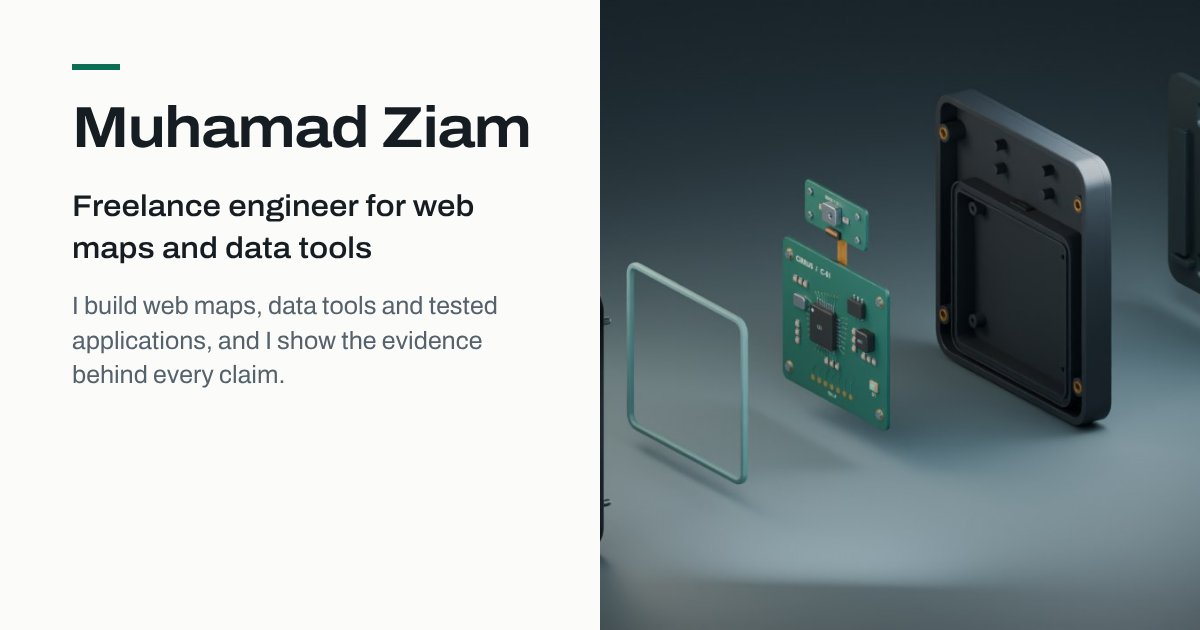 Muhamad Ziam
Freelance engineer for web
maps and data tools
I build web maps, data tools and tested
applications, and I show the evidence
behind every claim.